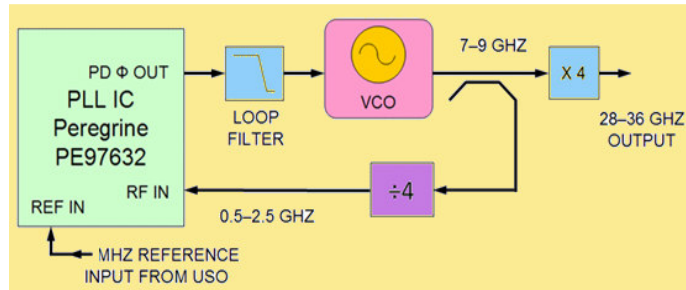 PD Φ OUT
PLL IC
Peregrine
PE97632
RF IN
REF IN
LOOP
FILTER
VCO
7–9 GHZ
X 4
28–36 GHZ
OUTPUT
÷4
0.5–2.5 GHZ
MHZ REFERENCE
INPUT FROM USO